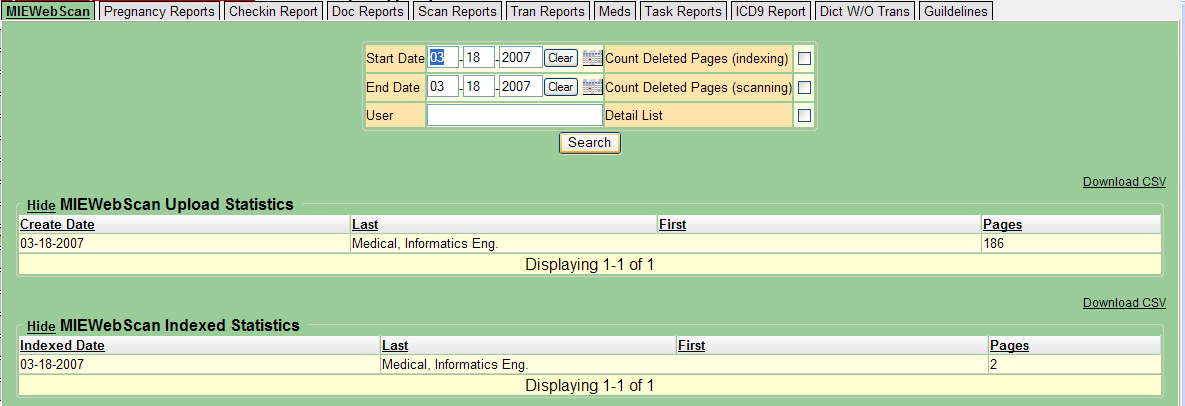 MIEWebScan Pregnancy Reports Checkin Report Doc Reports Scan Reports Tran Reports Meds Task Reports ICD9 Report Dict W/O Trans Guildelines
Start Date 03 - 18 - 2007 Clear Count Deleted Pages (indexing)
End Date 03 - 18 - 2007 Clear Count Deleted Pages (scanning)
User Detail List
Search
Download CSV
Hide MIEWebScan Upload Statistics
Create Date Last First Pages
03-18-2007 Medical, Informatics Eng. 186
Displaying 1-1 of 1
Download CSV
Hide MIEWebScan Indexed Statistics
Indexed Date Last First Pages
03-18-2007 Medical, Informatics Eng. 2
Displaying 1-1 of 1